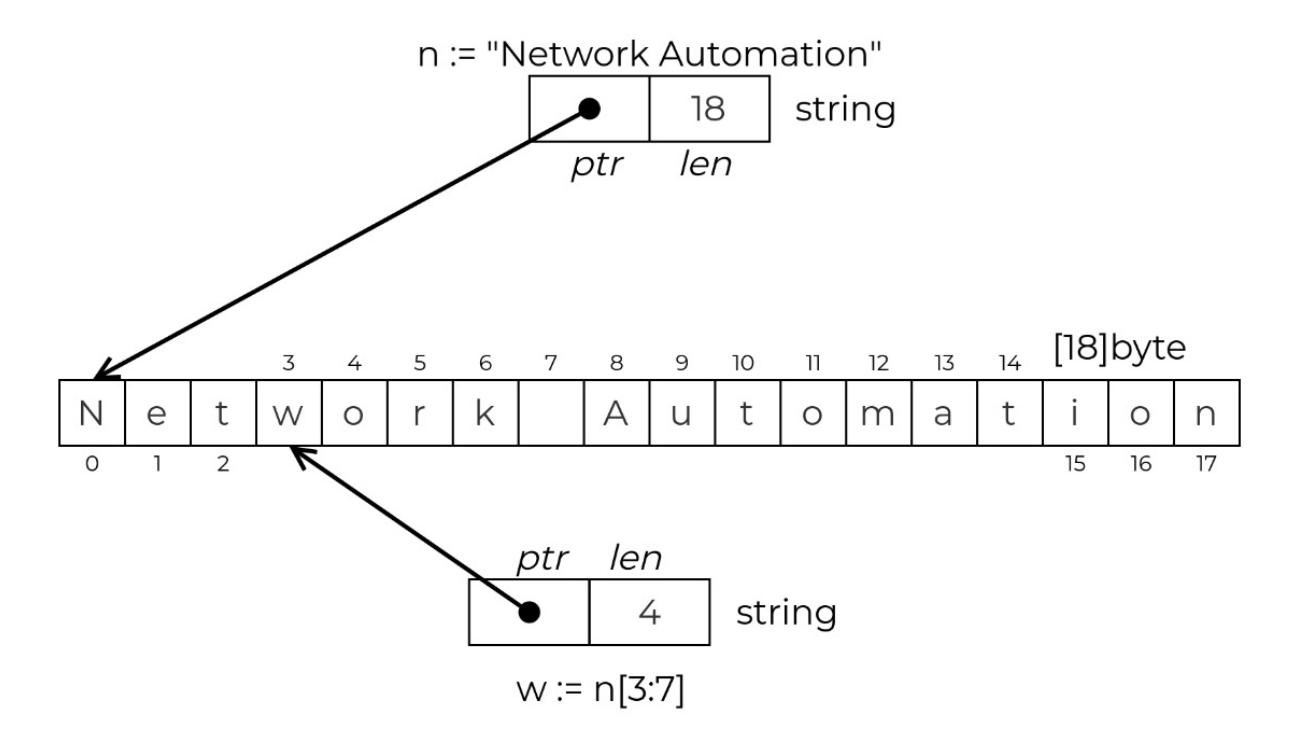 n := "Network Automation"
18 string
ptr len
[18]byte
3 4 5 6 7 8 9 10 11 12 13 14
N e t w o r k A u t o m a t i o n
0 1 2 15 16 17
ptr len
4 string
w := n[3:7]